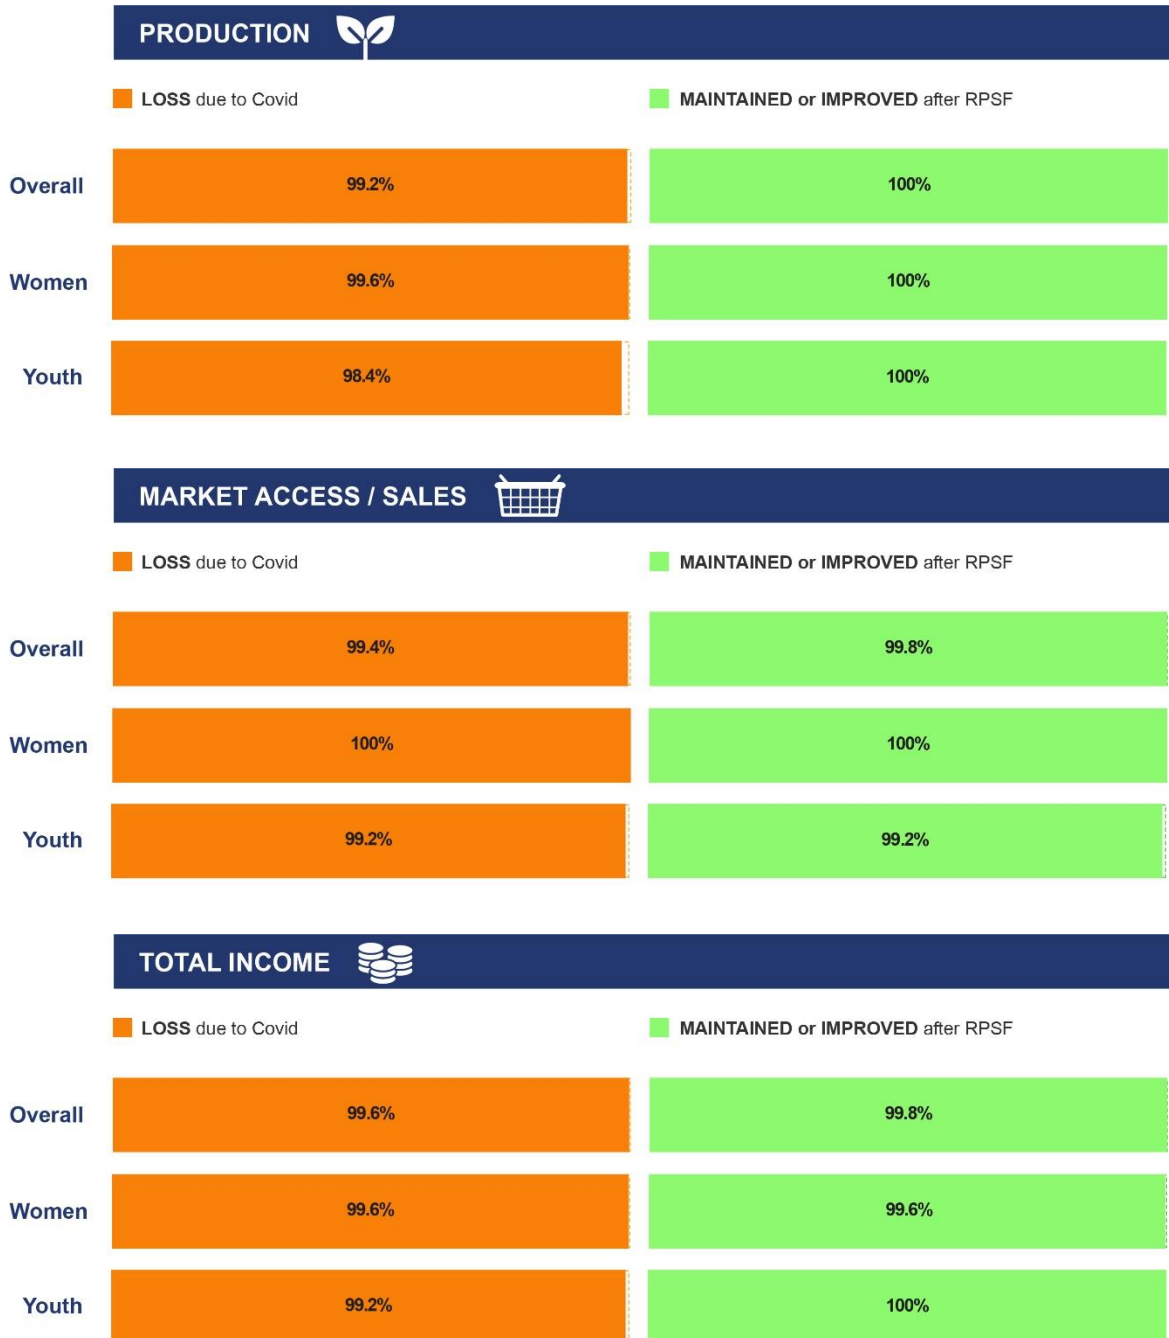 PRODUCTION
LOSS due to Covid MAINTAINED or IMPROVED after RPSF
Overall 99.2% 100%
Women 99.6% 100%
Youth 98.4% 100%
MARKET ACCESS / SALES
LOSS due to Covid MAINTAINED or IMPROVED after RPSF
Overall 99.4% 99.8%
Women 100% 100%
Youth 99.2% 99.2%
TOTAL INCOME
LOSS due to Covid MAINTAINED or IMPROVED after RPSF
Overall 99.6% 99.8%
Women 99.6% 99.6%
Youth 99.2% 100%